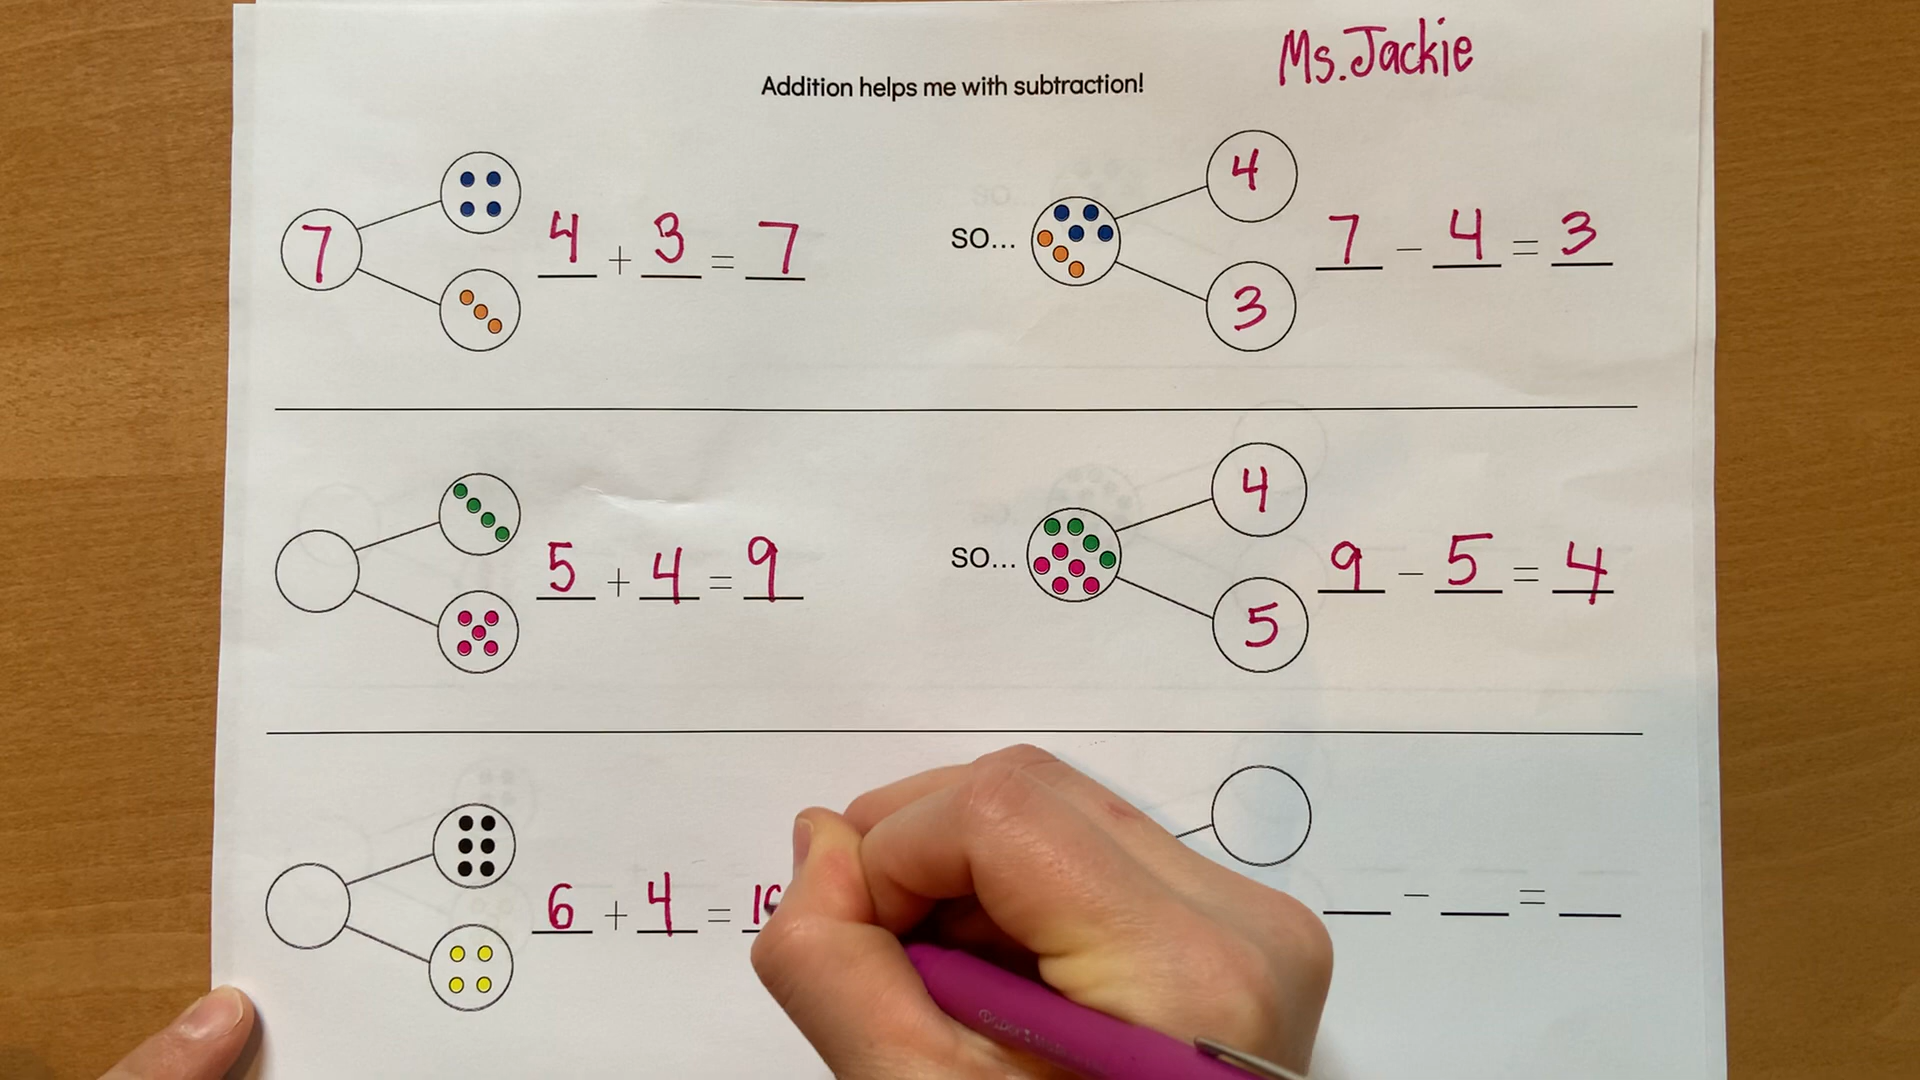 Ms. Jackie
Addition helps me with subtraction!
7 4 + 3 = 7
SO... 4 3 7 - 4 = 3
5 + 4 = 9
SO... 4 5 9 - 5 = 4
6 + 4 = 10
- =